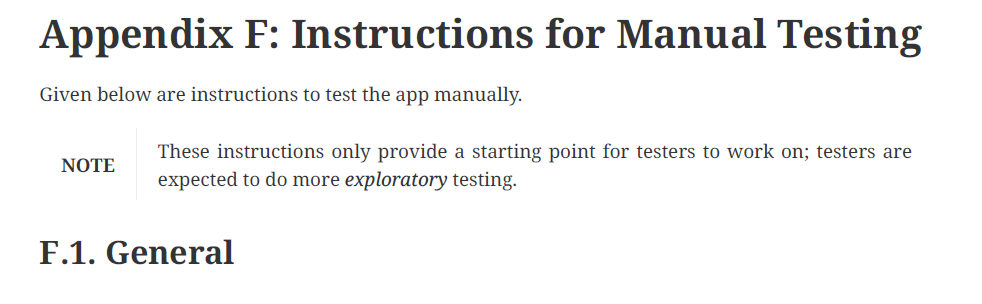 Appendix F: Instructions for Manual Testing
Given below are instructions to test the app manually.
NOTE
These instructions only provide a starting point for testers to work on; testers are
expected to do more exploratory testing.
F.1. General